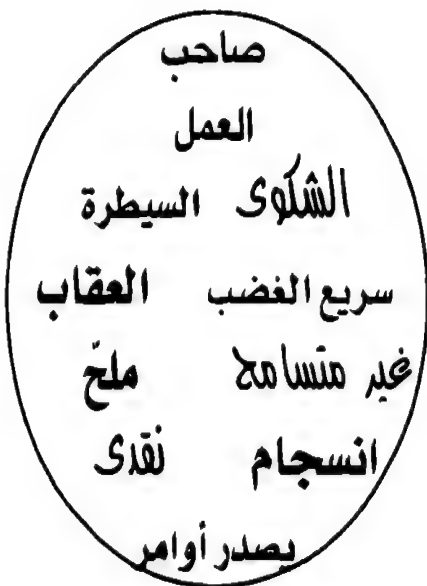 صاحب
العمل
الشكوى السيطرة
سريع الغضب العقاب
غير متسامح ملحّ
انسجام نقدى
يصدر أوامر